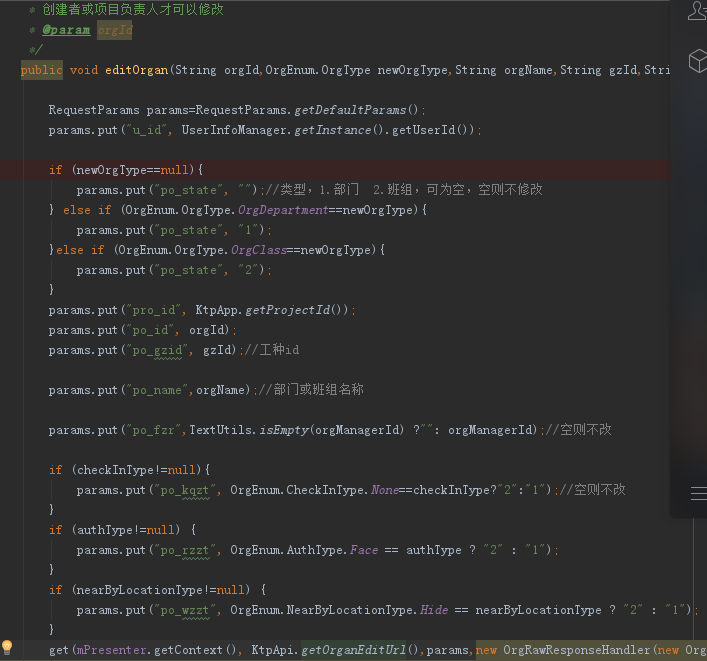 * 创建者或项目负责人才可以修改
* @param orgId
*/
public void editOrgan(String orgId,OrgEnum.OrgType newOrgType,String orgName,String gzId,Stri
RequestParams params=RequestParams.getDefaultParams();
params.put("u_id", UserInfoManager.getInstance().getUserId());
if (newOrgType==null){
params.put("po_state", "");//类型，1.部门 2.班组，可为空，空则不修改
} else if (OrgEnum.OrgType.OrgDepartment==newOrgType){
params.put("po_state", "1");
}else if (OrgEnum.OrgType.OrgClass==newOrgType){
params.put("po_state", "2");
}
params.put("pro_id", KtpApp.getProjectId());
params.put("po_id", orgId);
params.put("po_gzid", gzId);//工种id
params.put("po_name",orgName);//部门或班组名称
params.put("po_fzr",TextUtils.isEmpty(orgManagerId) ?"": orgManagerId);//空则不改
if (checkInType!=null){
params.put("po_kqzt", OrgEnum.CheckInType.None==checkInType?"2":"1");//空则不改
}
if (authType!=null) {
params.put("po_rzzt", OrgEnum.AuthType.Face == authType ? "2" : "1");
}
if (nearByLocationType!=null) {
params.put("po_wzzt", OrgEnum.NearByLocationType.Hide == nearByLocationType ? "2" : "1");
}
get(mPresenter.getContext(), KtpApi.getOrganEditUrl(),params,new OrgRawResponseHandler(new Org